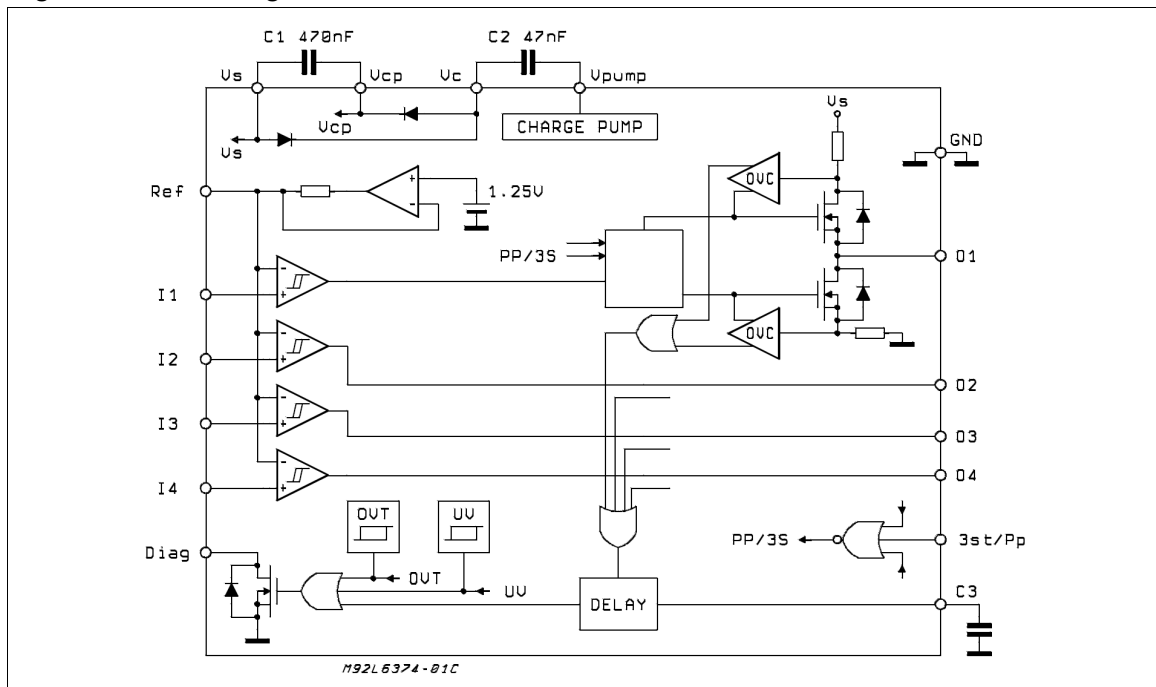 C1 470nF
C2 47nF
Vs
Vcp
Vc
Vpump
Vcp
Vs
CHARGE PUMP
Vs
GND
Ref
+
-
1.25V
OVC
PP/3S
O1
-
+
I1
OVC
-
+
I2
O2
-
+
I3
O3
-
+
I4
O4
OVT
UV
PP/3S
3st/Pp
Diag
OVT
UV
DELAY
C3
M92L6374-01C